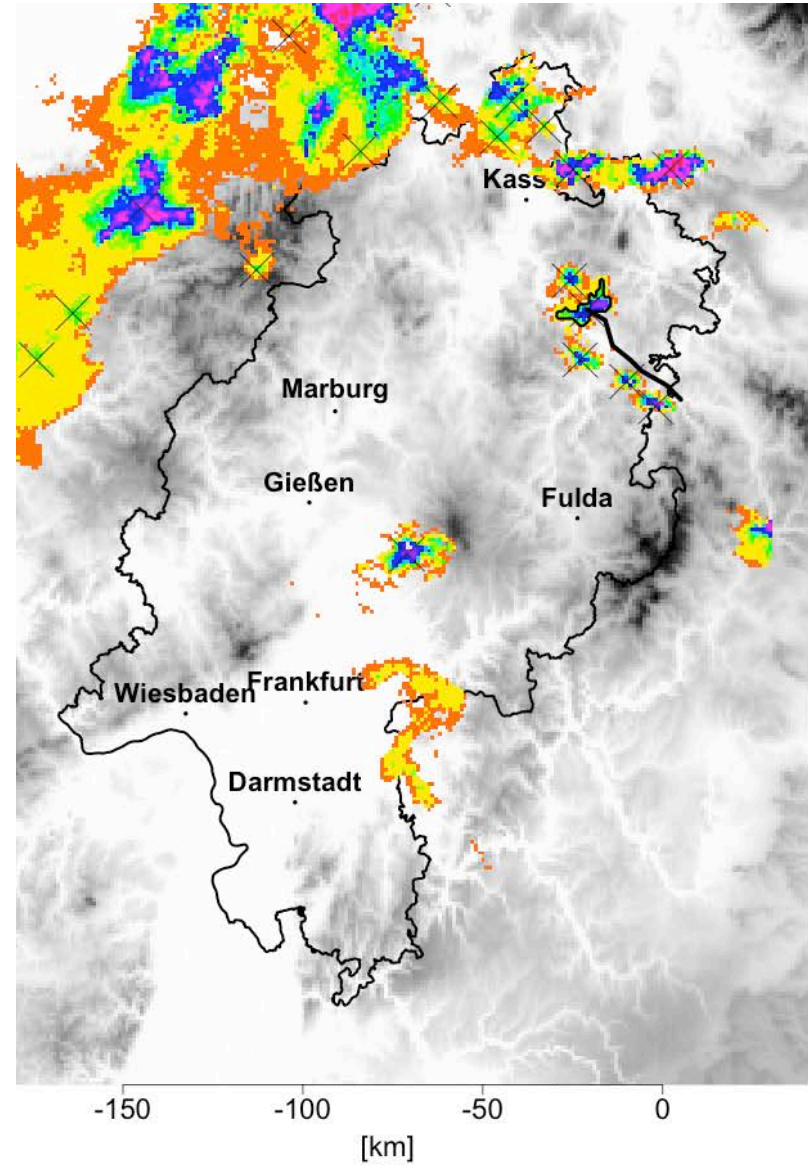 Kass
Marburg
Gießen
Fulda
Frankfurt
Wiesbaden
Darmstadt
-150 -100 -50 0
[km]